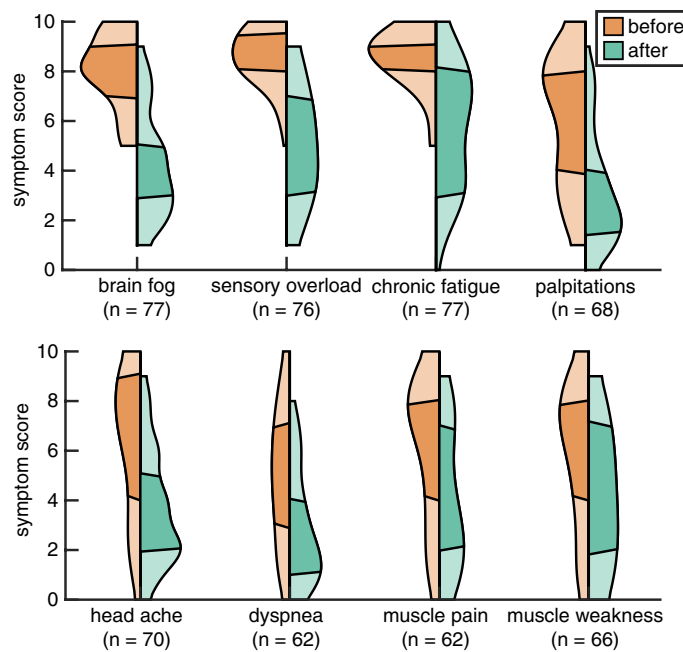 before
after
symptom score
10
8
6
4
2
0
brain fog
(n = 77)
sensory overload
(n = 76)
chronic fatigue
(n = 77)
palpitations
(n = 68)
symptom score
10
8
6
4
2
0
head ache
(n = 70)
dyspnea
(n = 62)
muscle pain
(n = 62)
muscle weakness
(n = 66)